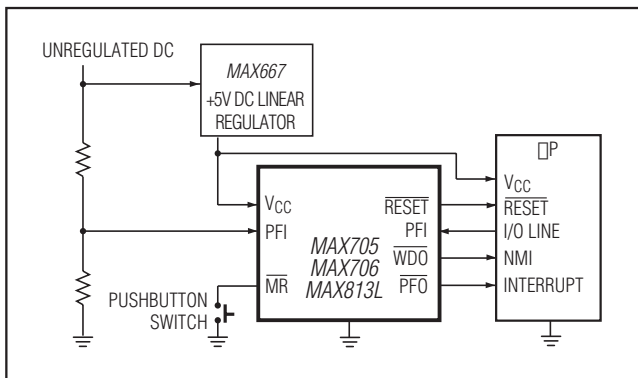 UNREGULATED DC
MAX667
+5V DC LINEAR
REGULATOR
▯P
VCC
VCC
RESET
RESET
PFI
PFI
I/O LINE
MAX705
MAX706
MAX813L
WDO
NMI
MR
PFO
INTERRUPT
PUSHBUTTON
SWITCH